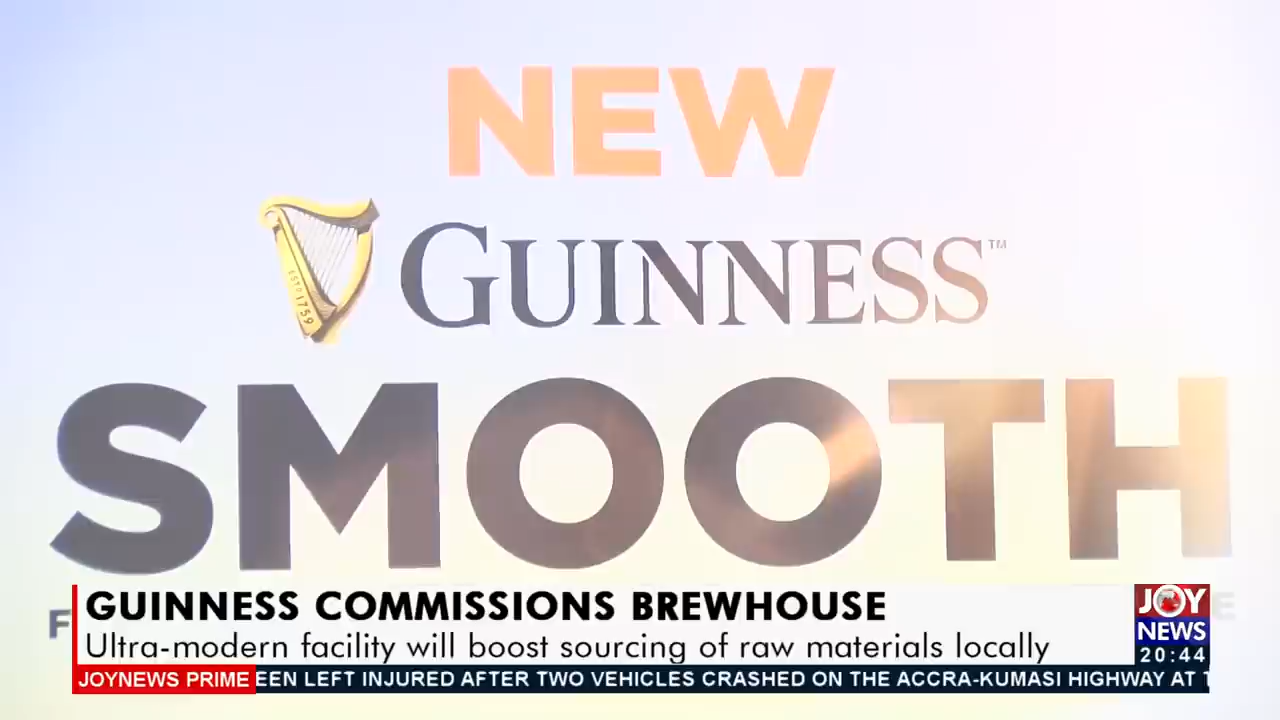 NEW
GUINNESS™
ESTD 1759
SMOOTH
GUINNESS COMMISSIONS BREWHOUSE
Ultra-modern facility will boost sourcing of raw materials locally
JOY
NEWS
20:44
JOYNEWS PRIME
EEN LEFT INJURED AFTER TWO VEHICLES CRASHED ON THE ACCRA-KUMASI HIGHWAY AT